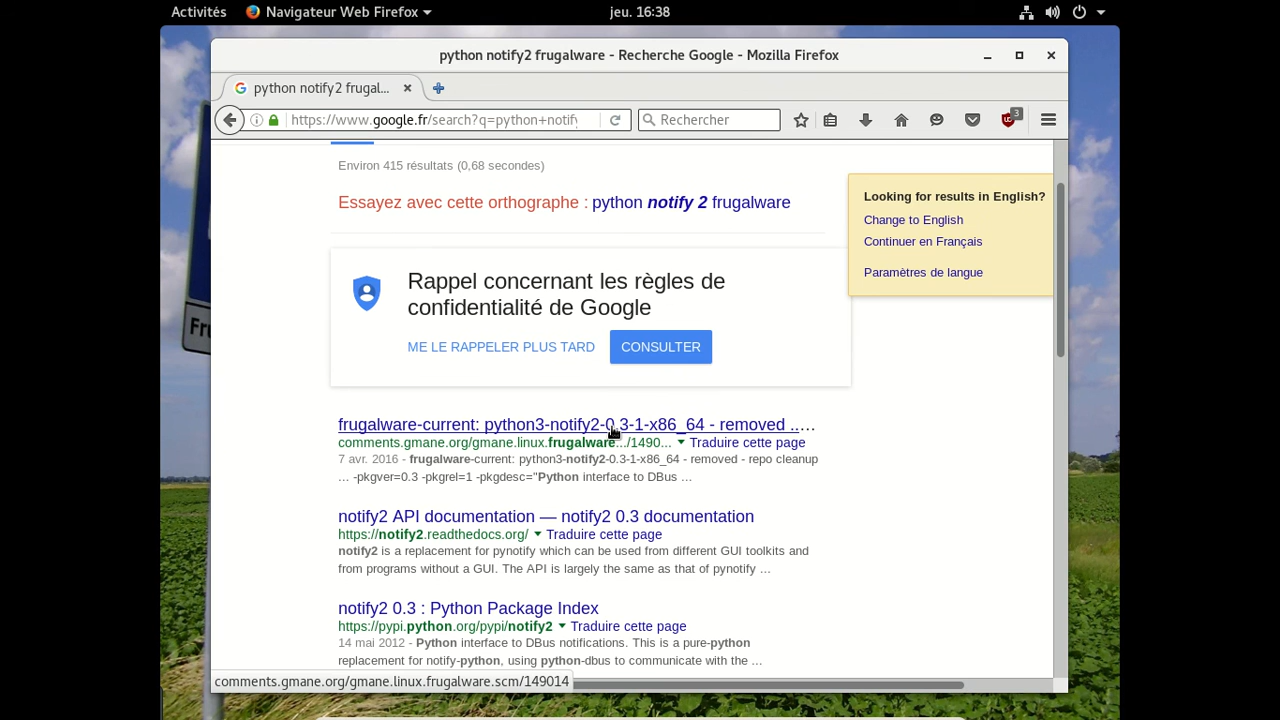 Activités
Navigateur Web Firefox
jeu. 16:38
python notify2 frugalware - Recherche Google - Mozilla Firefox
python notify2 frugal...
https://www.google.fr/search?q=python+notify
Rechercher
3
Environ 415 résultats (0,68 secondes)
Essayez avec cette orthographe : python notify 2 frugalware
Looking for results in English?
Change to English
Continuer en Français
Paramètres de langue
Rappel concernant les règles de
confidentialité de Google
ME LE RAPPELER PLUS TARD
CONSULTER
Fru
frugalware-current: python3-notify2-0.3-1-x86_64 - removed ..…
comments.gmane.org/gmane.linux.frugalware.../1490... Traduire cette page
7 avr. 2016 - frugalware-current: python3-notify2-0.3-1-x86_64 - removed - repo cleanup
... -pkgver=0.3 -pkgrel=1 -pkgdesc="Python interface to DBus ...
notify2 API documentation — notify2 0.3 documentation
https://notify2.readthedocs.org/ Traduire cette page
notify2 is a replacement for pynotify which can be used from different GUI toolkits and
from programs without a GUI. The API is largely the same as that of pynotify ...
notify2 0.3 : Python Package Index
https://pypi.python.org/pypi/notify2 Traduire cette page
14 mai 2012 - Python interface to DBus notifications. This is a pure-python
replacement for notify-python, using python-dbus to communicate with the ...
comments.gmane.org/gmane.linux.frugalware.scm/149014